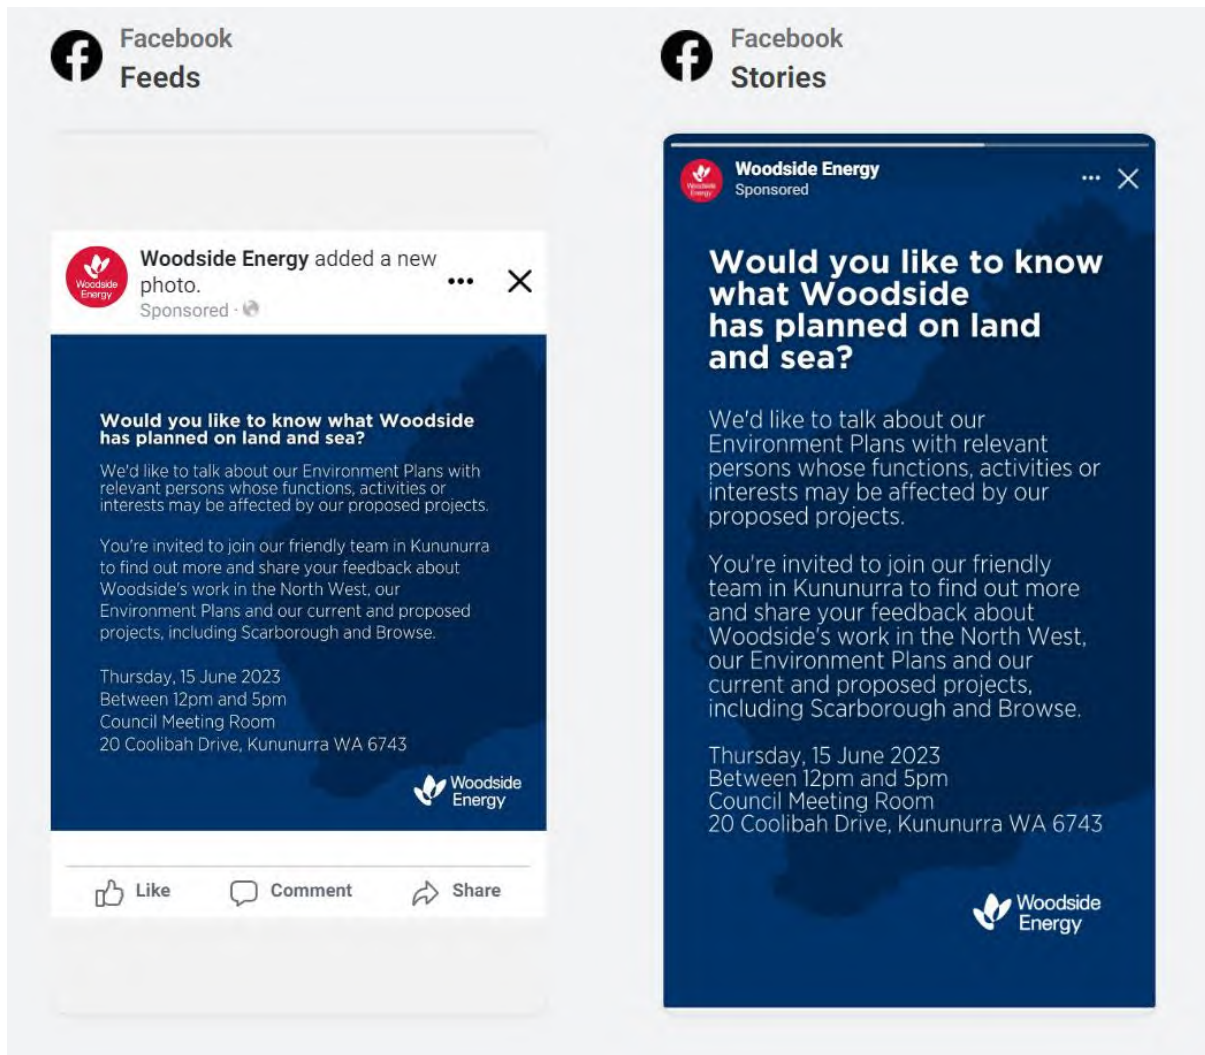 Facebook
Feeds
Woodside
Energy
Woodside Energy added a new
photo.
Sponsored ·
Would you like to know what Woodside
has planned on land and sea?
We'd like to talk about our Environment Plans with
relevant persons whose functions, activities or
interests may be affected by our proposed projects.
You're invited to join our friendly team in Kununurra
to find out more and share your feedback about
Woodside's work in the North West, our
Environment Plans and our current and proposed
projects, including Scarborough and Browse.
Thursday, 15 June 2023
Between 12pm and 5pm
Council Meeting Room
20 Coolibah Drive, Kununurra WA 6743
Woodside
Energy
Like
Comment
Share
Facebook
Stories
Woodside
Energy
Woodside Energy
Sponsored
Would you like to know
what Woodside
has planned on land
and sea?
We'd like to talk about our
Environment Plans with relevant
persons whose functions, activities or
interests may be affected by our
proposed projects.
You're invited to join our friendly
team in Kununurra to find out more
and share your feedback about
Woodside's work in the North West,
our Environment Plans and our
current and proposed projects,
including Scarborough and Browse.
Thursday, 15 June 2023
Between 12pm and 5pm
Council Meeting Room
20 Coolibah Drive, Kununurra WA 6743
Woodside
Energy